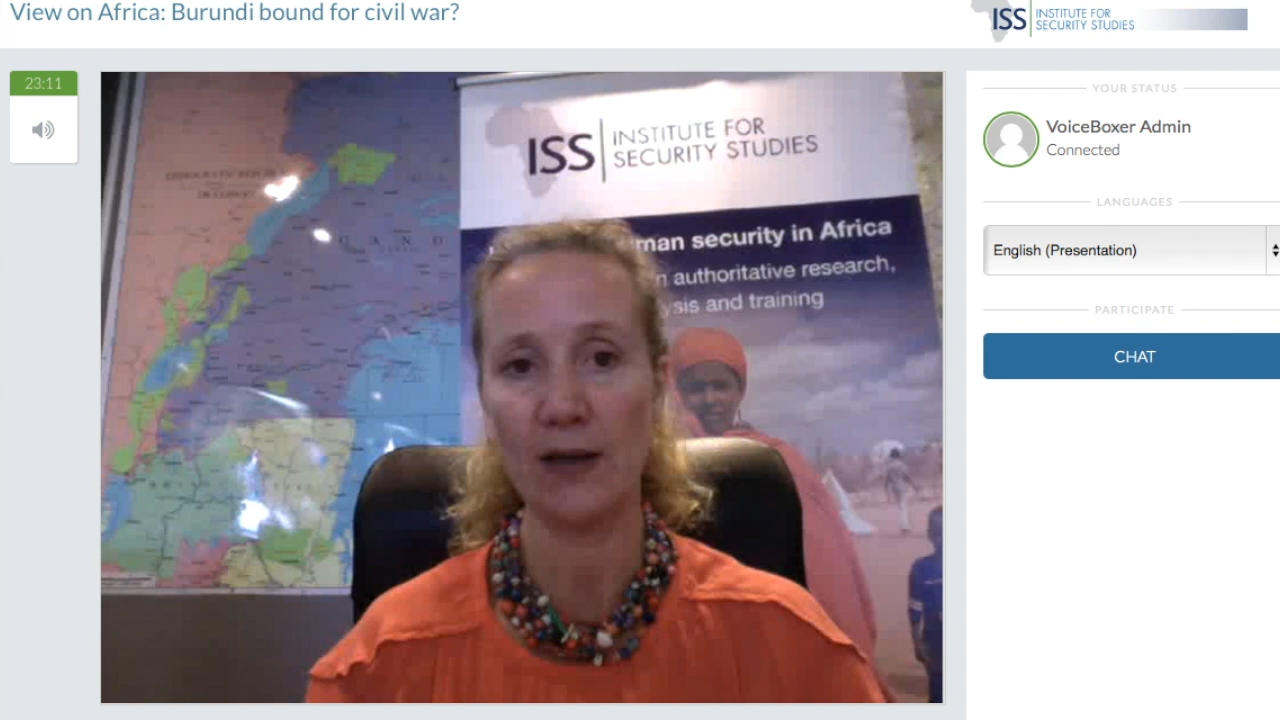 View on Africa: Burundi bound for civil war?
ISS
INSTITUTE FOR
SECURITY STUDIES
23:11
ISS
INSTITUTE FOR
SECURITY STUDIES
man security in Africa
authoritative research,
and training
YOUR STATUS
VoiceBoxer Admin
Connected
LANGUAGES
English (Presentation)
PARTICIPATE
CHAT